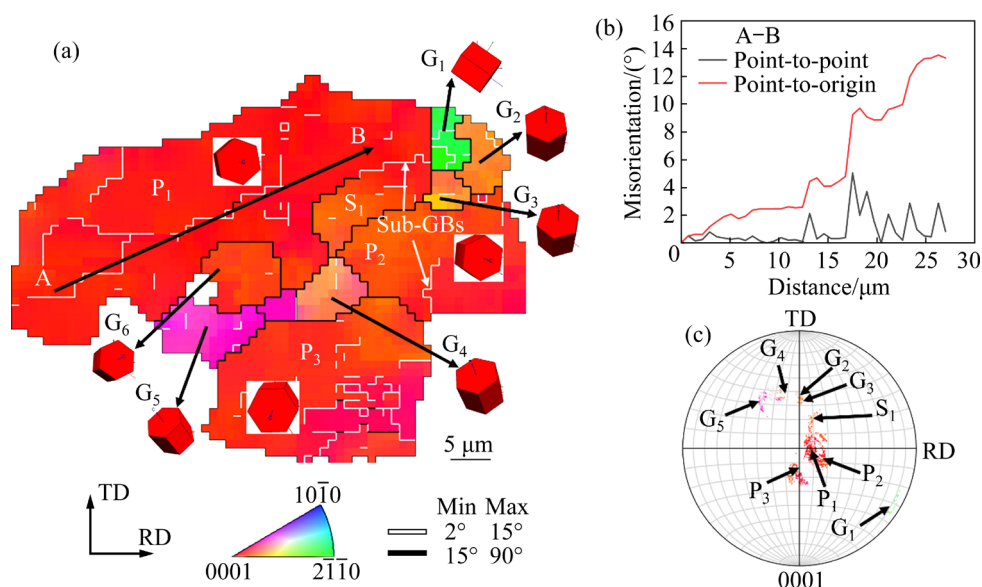 (a)
G₁
G₂
B
P₁
S₁
G₃
Sub-GBs
P₂
A
G₆
P₃
G₄
G₅
5 μm
TD
RD
101̄0
0001
2̄1̄1̄0
Min Max
2° 15°
15° 90°
(b)
16
14
12
10
8
6
4
2
0
Misorientation/(°)
A−B
Point-to-point
Point-to-origin
5 10 15 20 25 30
Distance/μm
(c)
TD
G₄
G₂
G₃
G₅
S₁
RD
P₂
P₃
P₁
G₁
0001